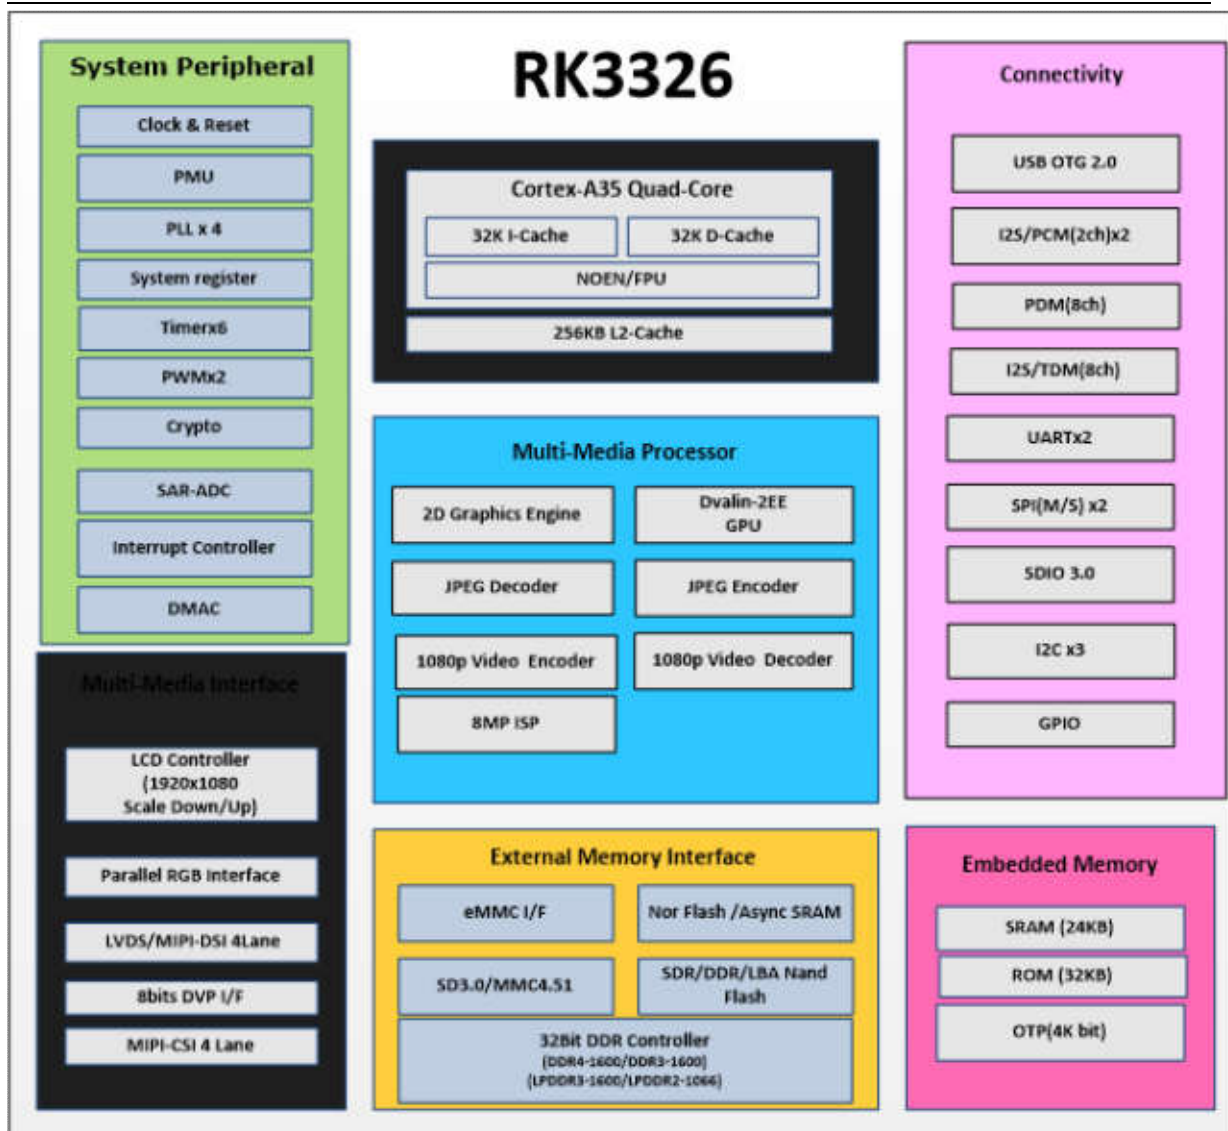 RK3326
System Peripheral
Clock & Reset
PMU
PLL x 4
System register
Timerx6
PWMx2
Crypto
SAR-ADC
Interrupt Controller
DMAC
Multi-Media Interface
LCD Controller
(1920x1080
Scale Down/Up)
Parallel RGB Interface
LVDS/MIPI-DSI 4Lane
8bits DVP I/F
MIPI-CSI 4 Lane
Cortex-A35 Quad-Core
32K I-Cache
32K D-Cache
NOEN/FPU
256KB L2-Cache
Multi-Media Processor
2D Graphics Engine
Dvalin-2EE
GPU
JPEG Decoder
JPEG Encoder
1080p Video Encoder
1080p Video Decoder
8MP ISP
External Memory Interface
eMMC I/F
Nor Flash /Async SRAM
SD3.0/MMC4.51
SDR/DDR/LBA Nand
Flash
32Bit DDR Controller
(DDR4-1600/DDR3-1600)
(LPDDR3-1600/LPDDR2-1066)
Connectivity
USB OTG 2.0
I2S/PCM(2ch)x2
PDM(8ch)
I2S/TDM(8ch)
UARTx2
SPI(M/S) x2
SDIO 3.0
I2C x3
GPIO
Embedded Memory
SRAM (24KB)
ROM (32KB)
OTP(4K bit)